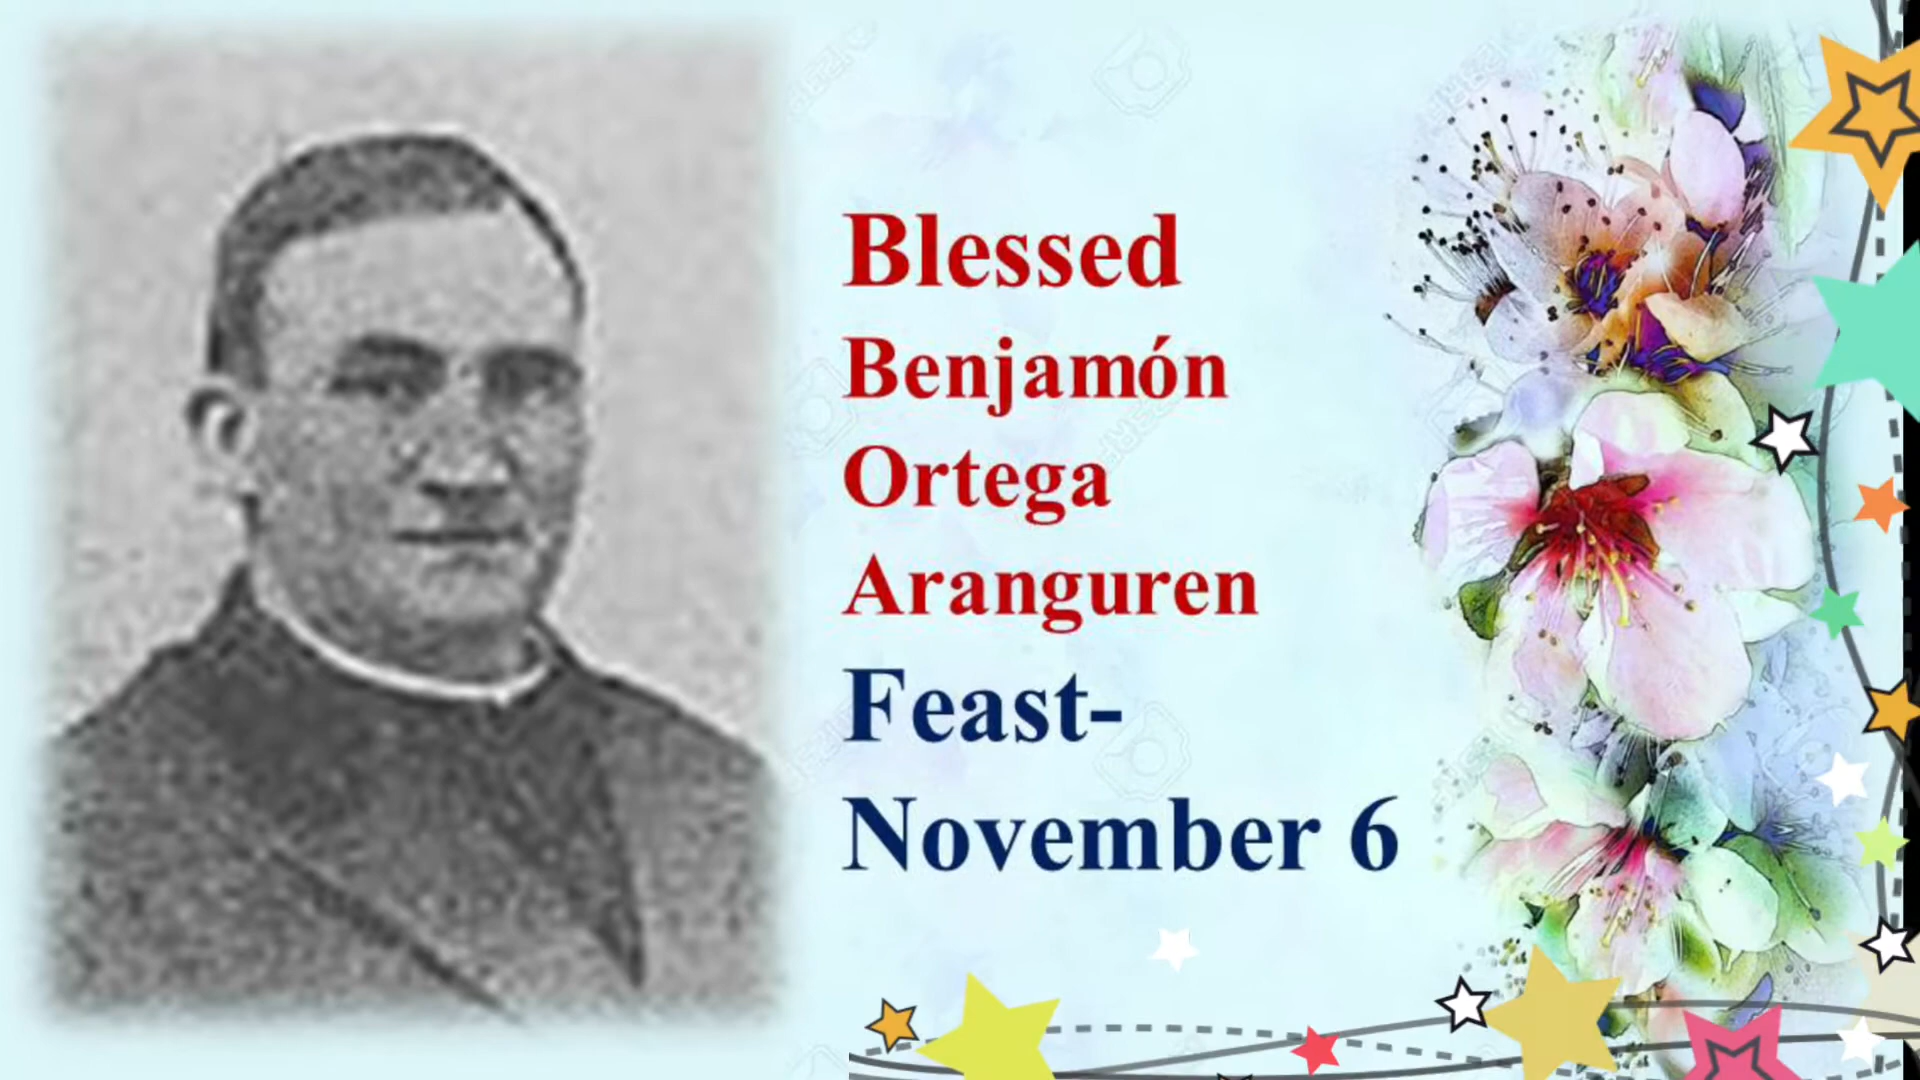 Blessed
Benjamón
Ortega
Aranguren
Feast-
November 6